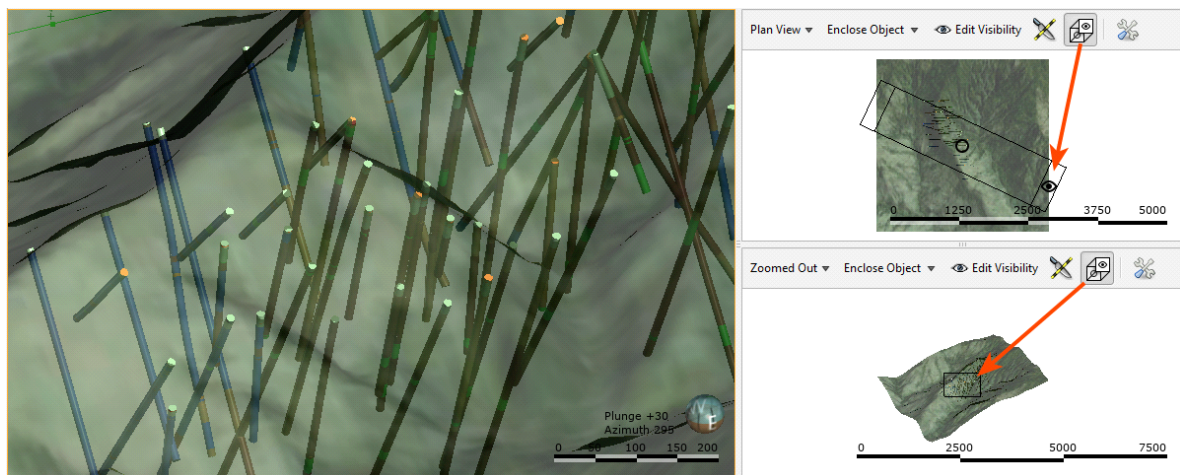 Plunge +30
Azimuth 295
0 50 100 150 200
Plan View Enclose Object Edit Visibility
0 1250 2500 3750 5000
Zoomed Out Enclose Object Edit Visibility
0 2500 5000 7500